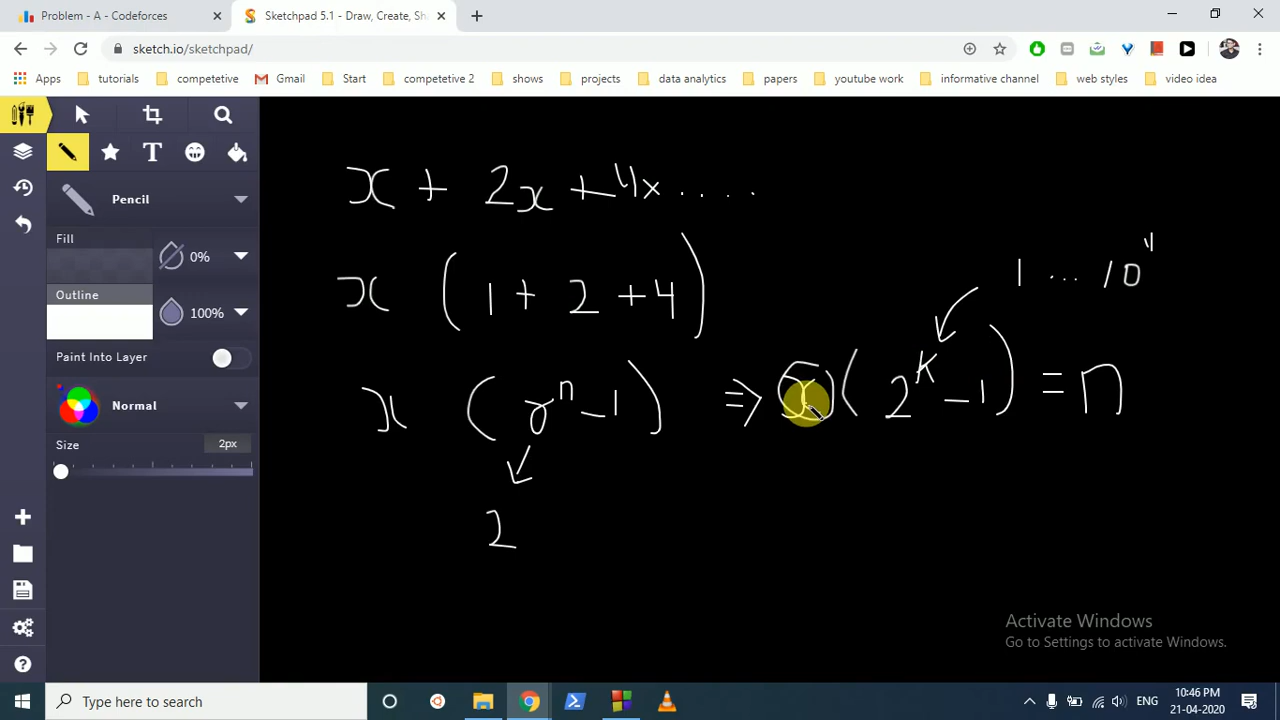 Problem - A - Codeforces
Sketchpad 5.1 - Draw, Create, Sh
sketch.io/sketchpad/
Apps tutorials competetive Gmail Start competetive 2 shows projects data analytics papers youtube work informative channel web styles video idea
Pencil
Fill
0%
Outline
100%
Paint Into Layer
Normal
Size
2px
x + 2x + 4x . . . .
x (1 + 2 + 4)
1 ... 10
x (r^n - 1) => x (2^k - 1) = n
2
Activate Windows
Go to Settings to activate Windows.
Type here to search
ENG
10:46 PM
21-04-2020